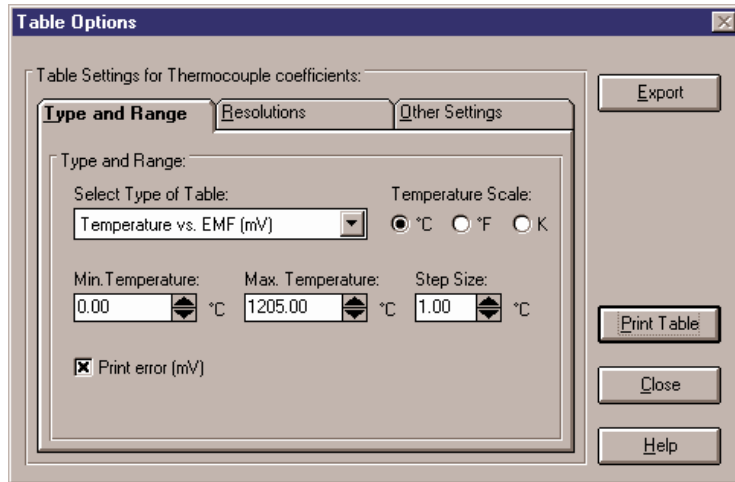 Table Options
Table Settings for Thermocouple coefficients:
Export
Type and Range
Resolutions
Other Settings
Type and Range:
Select Type of Table:
Temperature Scale:
Temperature vs. EMF (mV)
°C
°F
K
Min.Temperature:
Max. Temperature:
Step Size:
0.00 °C
1205.00 °C
1.00 °C
Print Table
Print error (mV)
Close
Help